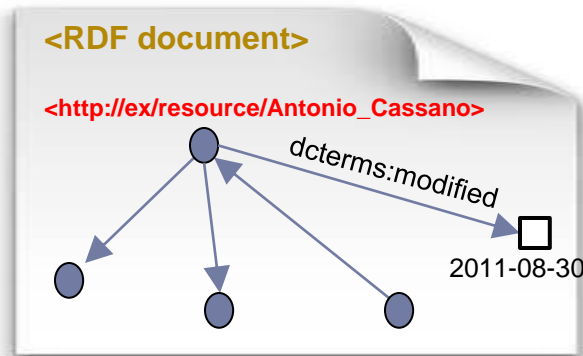 <RDF document>
<http://ex/resource/Antonio_Cassano>
dcterms:modified
2011-08-30